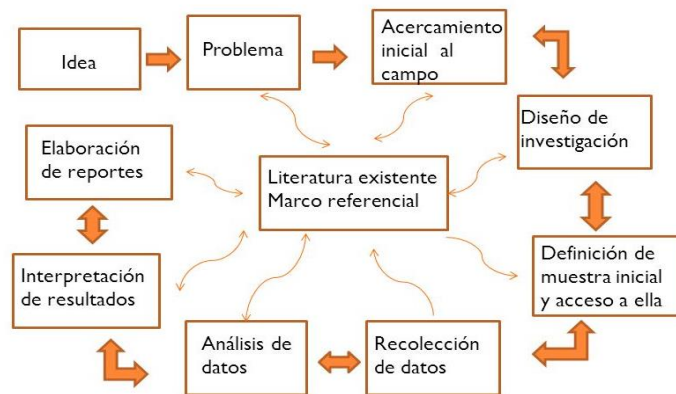 Idea
Problema
Acercamiento
inicial al
campo
Diseño de
investigación
Definición de
muestra inicial
y acceso a ella
Recolección
de datos
Análisis de
datos
Interpretación
de resultados
Elaboración
de reportes
Literatura existente
Marco referencial